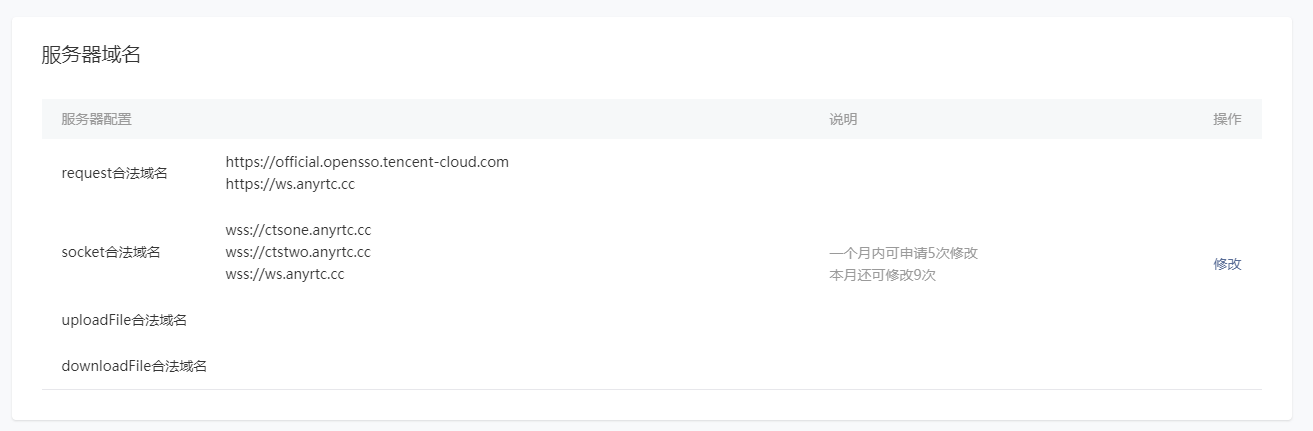 服务器域名
服务器配置 说明 操作
request合法域名
https://official.opensso.tencent-cloud.com
https://ws.anyrtc.cc
socket合法域名
wss://ctsone.anyrtc.cc
wss://ctstwo.anyrtc.cc
wss://ws.anyrtc.cc
一个月内可申请5次修改
本月还可修改9次
修改
uploadFile合法域名
downloadFile合法域名